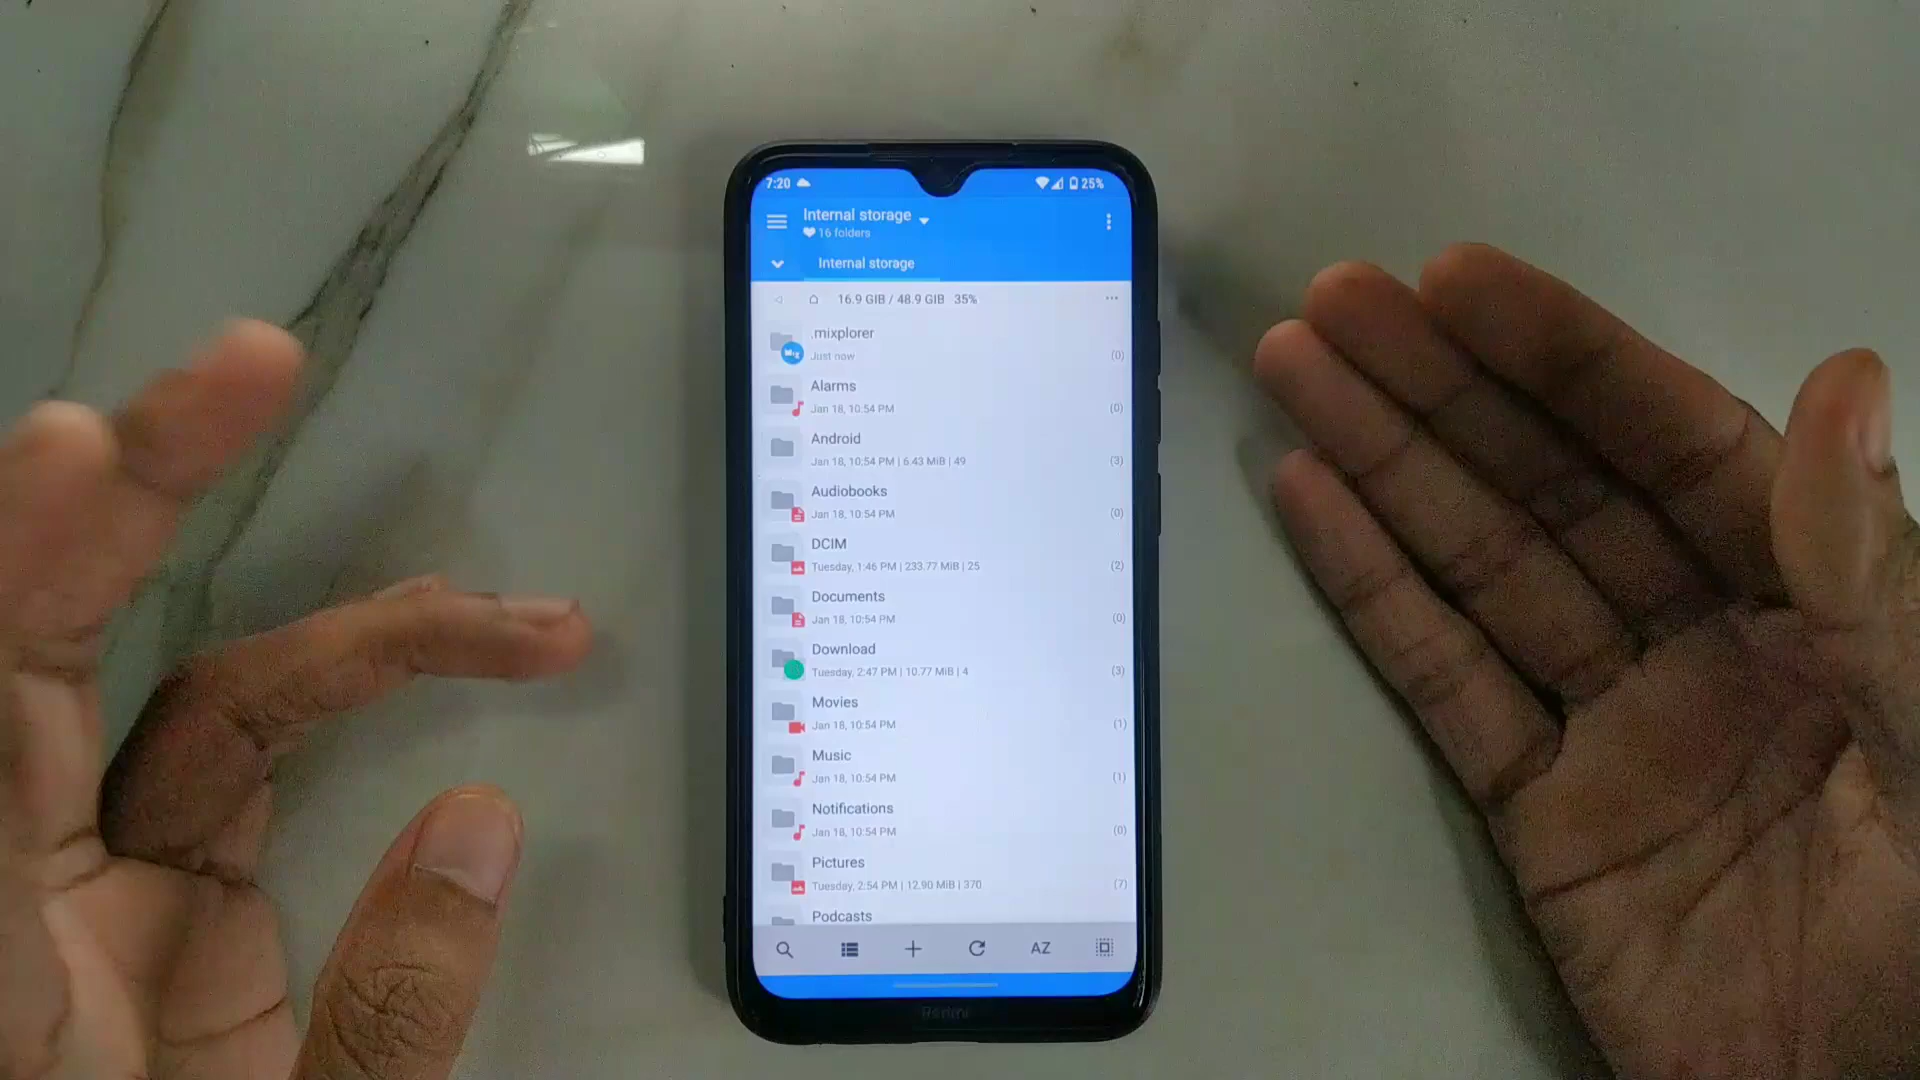 7:20 25%
Internal storage
16 folders
Internal storage
16.9 GIB / 48.9 GIB 35%
.mixplorer
Just now (0)
Alarms
Jan 18, 10:54 PM (0)
Android
Jan 18, 10:54 PM | 6.43 MiB | 49 (3)
Audiobooks
Jan 18, 10:54 PM (0)
DCIM
Tuesday, 1:46 PM | 233.77 MiB | 25 (2)
Documents
Jan 18, 10:54 PM (0)
Download
Tuesday, 2:47 PM | 10.77 MiB | 4 (3)
Movies
Jan 18, 10:54 PM (1)
Music
Jan 18, 10:54 PM (1)
Notifications
Jan 18, 10:54 PM (0)
Pictures
Tuesday, 2:54 PM | 12.90 MiB | 370 (7)
Podcasts
AZ
Redmi